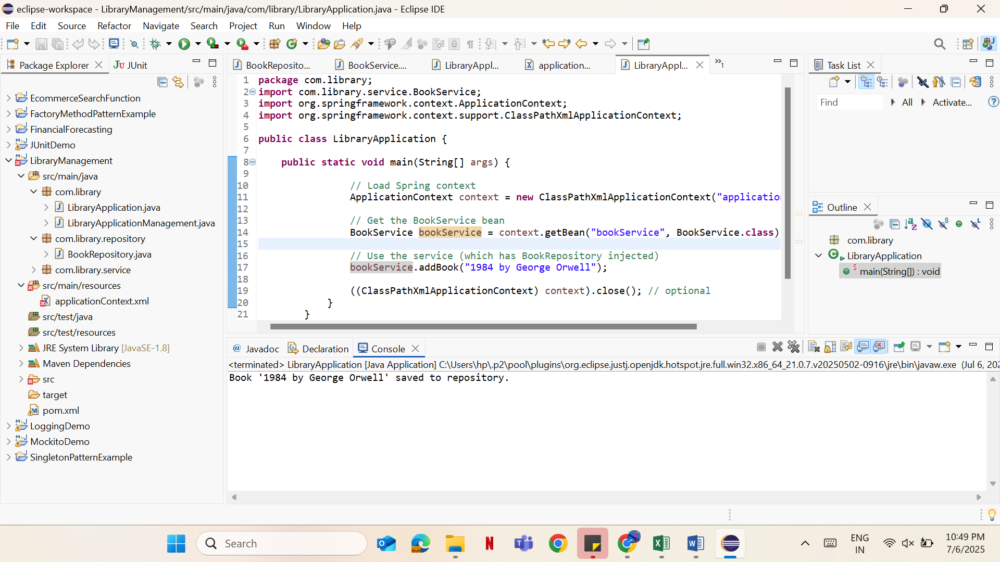 eclipse-workspace - LibraryManagement/src/main/java/com/library/LibraryApplication.java - Eclipse IDE
File Edit Source Refactor Navigate Search Project Run Window Help
Package Explorer
JUnit
EcommerceSearchFunction
FactoryMethodPatternExample
FinancialForecasting
JUnitDemo
LibraryManagement
src/main/java
com.library
LibraryApplication.java
LibraryApplicationManagement.java
com.library.repository
BookRepository.java
com.library.service
src/main/resources
applicationContext.xml
src/test/java
src/test/resources
JRE System Library [JavaSE-1.8]
Maven Dependencies
src
target
pom.xml
LoggingDemo
MockitoDemo
SingletonPatternExample
BookReposito... BookService.... LibraryAppl... application... LibraryAppl... »1
1 package com.library;
2 import com.library.service.BookService;
3 import org.springframework.context.ApplicationContext;
4 import org.springframework.context.support.ClassPathXmlApplicationContext;
5
6 public class LibraryApplication {
7
8 public static void main(String[] args) {
9
10 // Load Spring context
11 ApplicationContext context = new ClassPathXmlApplicationContext("applicatio
12
13 // Get the BookService bean
14 BookService bookService = context.getBean("bookService", BookService.class)
15
16 // Use the service (which has BookRepository injected)
17 bookService.addBook("1984 by George Orwell");
18
19 ((ClassPathXmlApplicationContext) context).close(); // optional
20 }
21 }
Task List
Find All Activate...
Outline
com.library
LibraryApplication
main(String[]) : void
@ Javadoc Declaration Console
<terminated> LibraryApplication [Java Application] C:\Users\hp\.p2\pool\plugins\org.eclipse.justj.openjdk.hotspot.jre.full.win32.x86_64_21.0.7.v20250502-0916\jre\bin\javaw.exe (Jul 6, 202
Book '1984 by George Orwell' saved to repository.
Search
ENG
IN
10:49 PM
7/6/2025